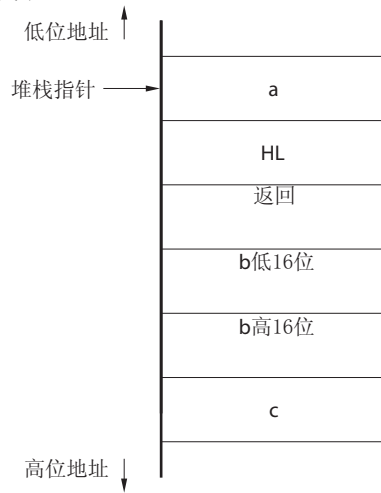 低位地址
堆栈指针
a
HL
返回
b低16位
b高16位
c
高位地址